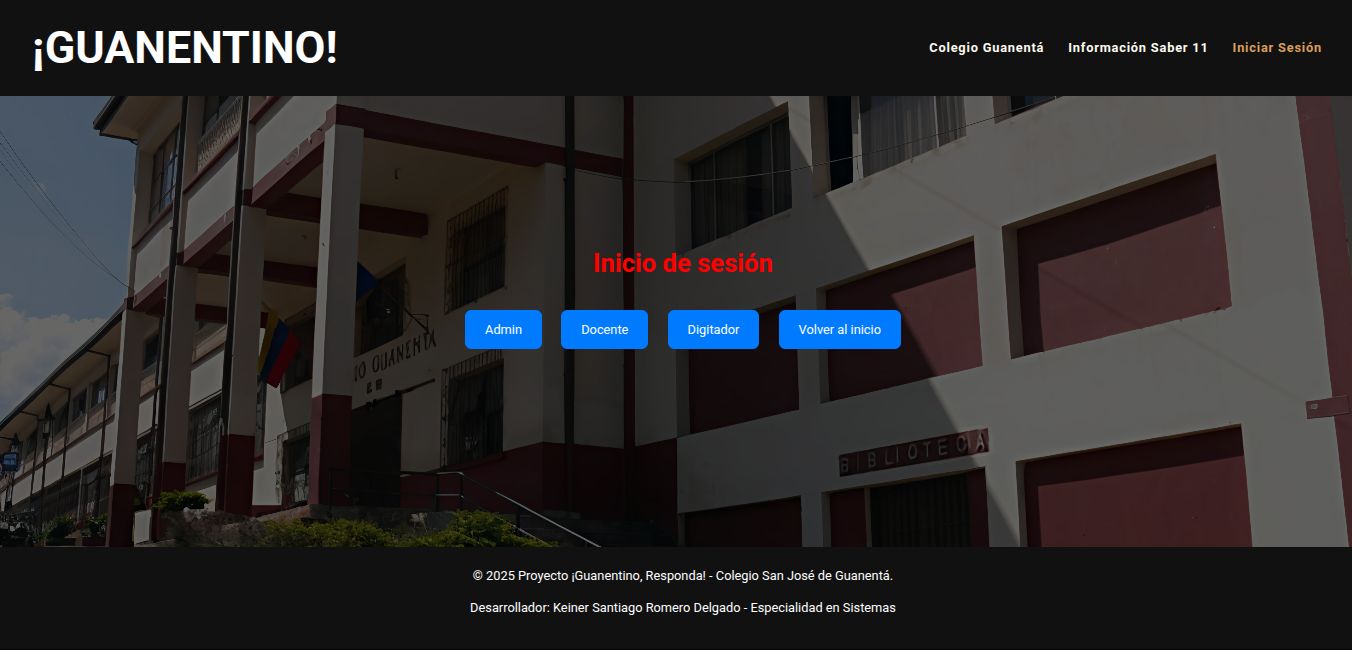 ¡GUANENTINO!
Colegio Guanentá
Información Saber 11
Iniciar Sesión
Inicio de sesión
Admin
Docente
Digitador
Volver al inicio
IO GUANENTA
BIBLIOTECA
© 2025 Proyecto ¡Guanentino, Responda! - Colegio San José de Guanentá.
Desarrollador: Keiner Santiago Romero Delgado - Especialidad en Sistemas